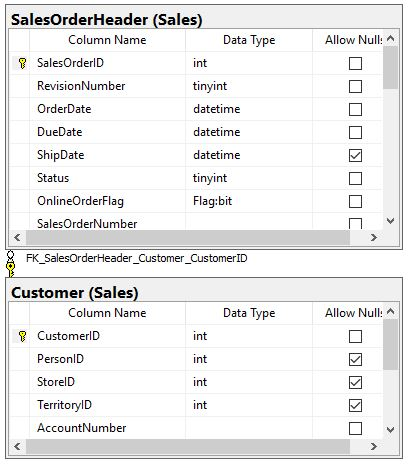 SalesOrderHeader (Sales)
Column Name Data Type Allow Nulls
SalesOrderID int
RevisionNumber tinyint
OrderDate datetime
DueDate datetime
ShipDate datetime
Status tinyint
OnlineOrderFlag Flag:bit
SalesOrderNumber
FK_SalesOrderHeader_Customer_CustomerID
Customer (Sales)
Column Name Data Type Allow Nulls
CustomerID int
PersonID int
StoreID int
TerritoryID int
AccountNumber